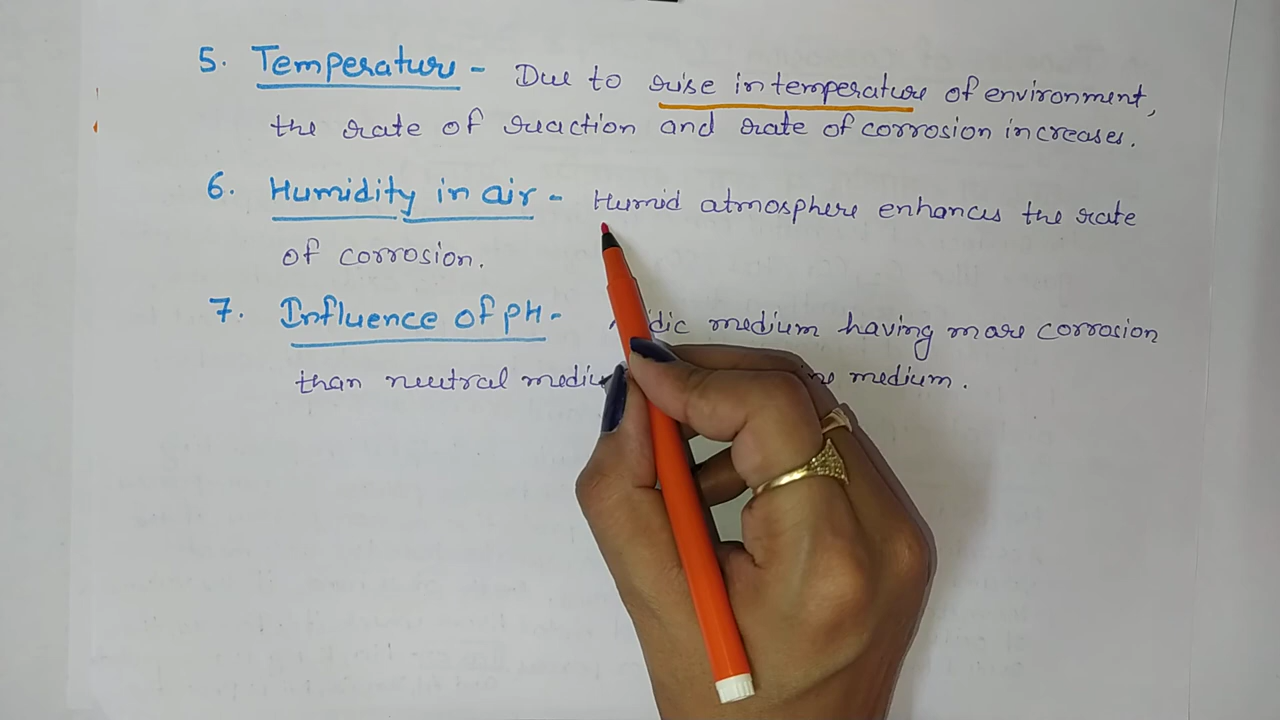 5. Temperature - Due to rise in temperature of environment,
the rate of reaction and rate of corrosion increases.
6. Humidity in air - Humid atmosphere enhances the rate
of corrosion.
7. Influence of pH - medium having more corrosion
than neutral medium.